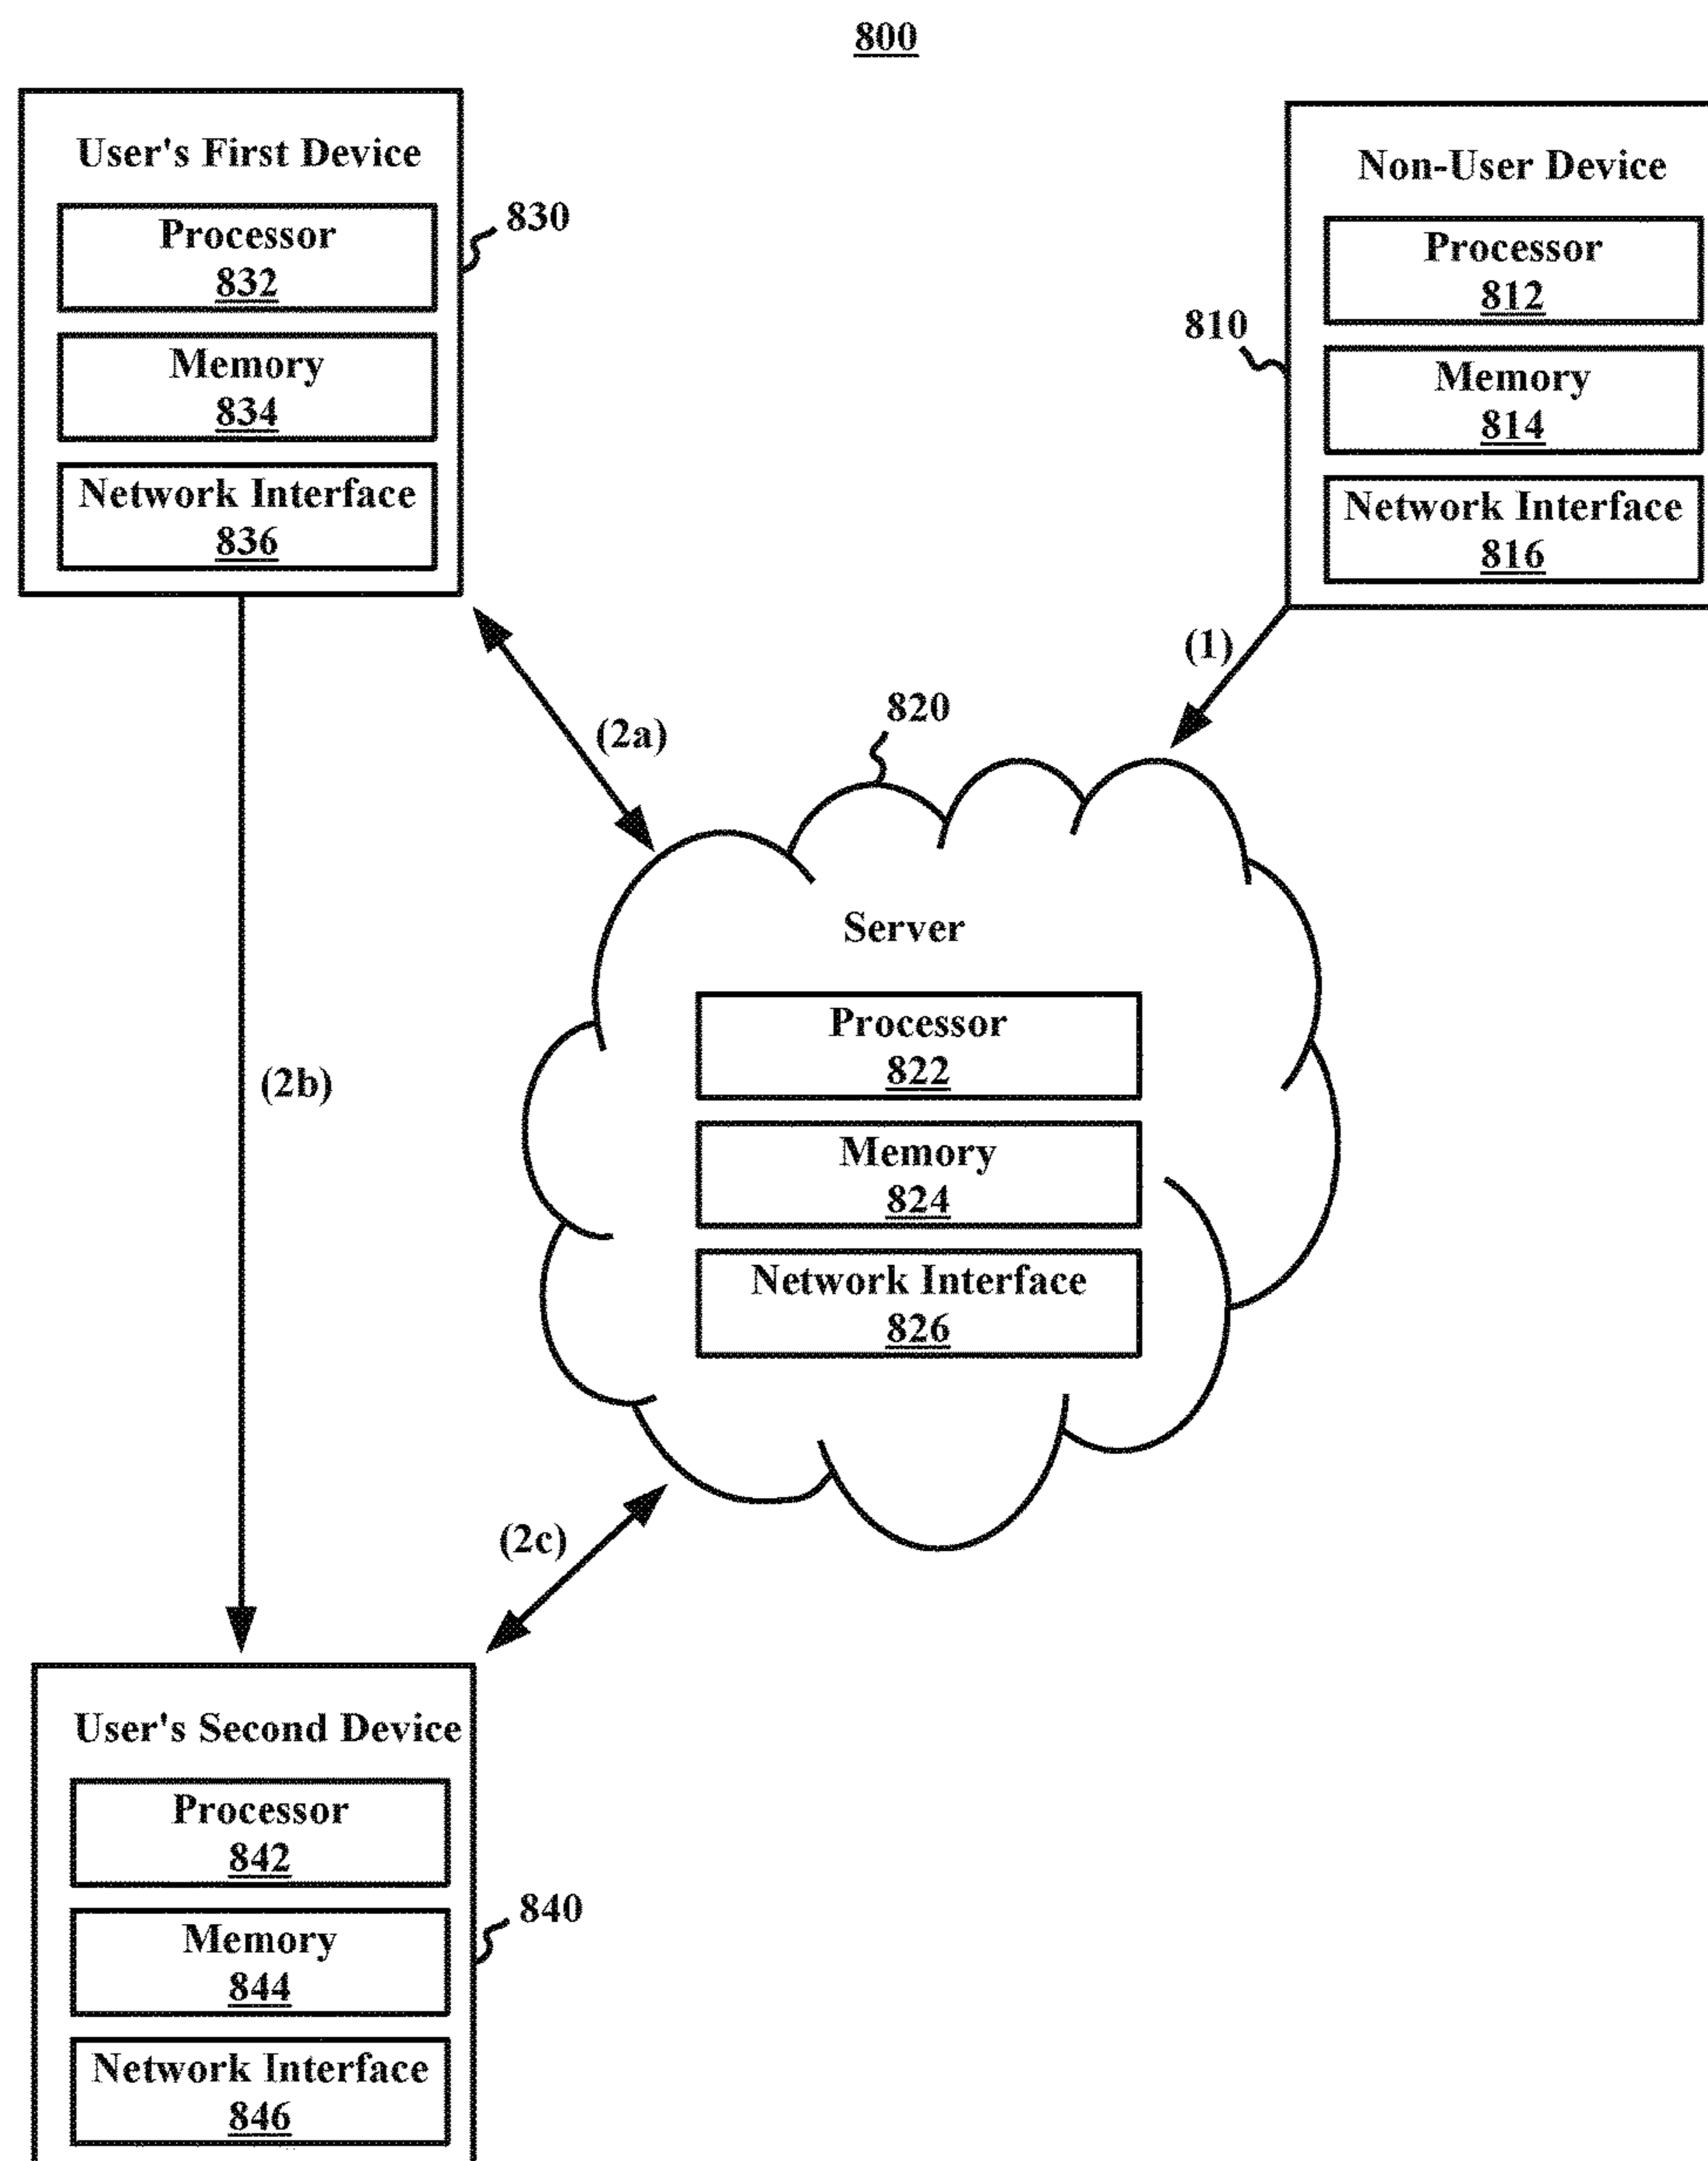 800
User's First Device
Processor
832
Memory
834
Network Interface
836
830
Non-User Device
Processor
812
Memory
814
Network Interface
816
810
(1)
(2a)
820
Server
Processor
822
Memory
824
Network Interface
826
(2b)
(2c)
User's Second Device
Processor
842
Memory
844
Network Interface
846
840